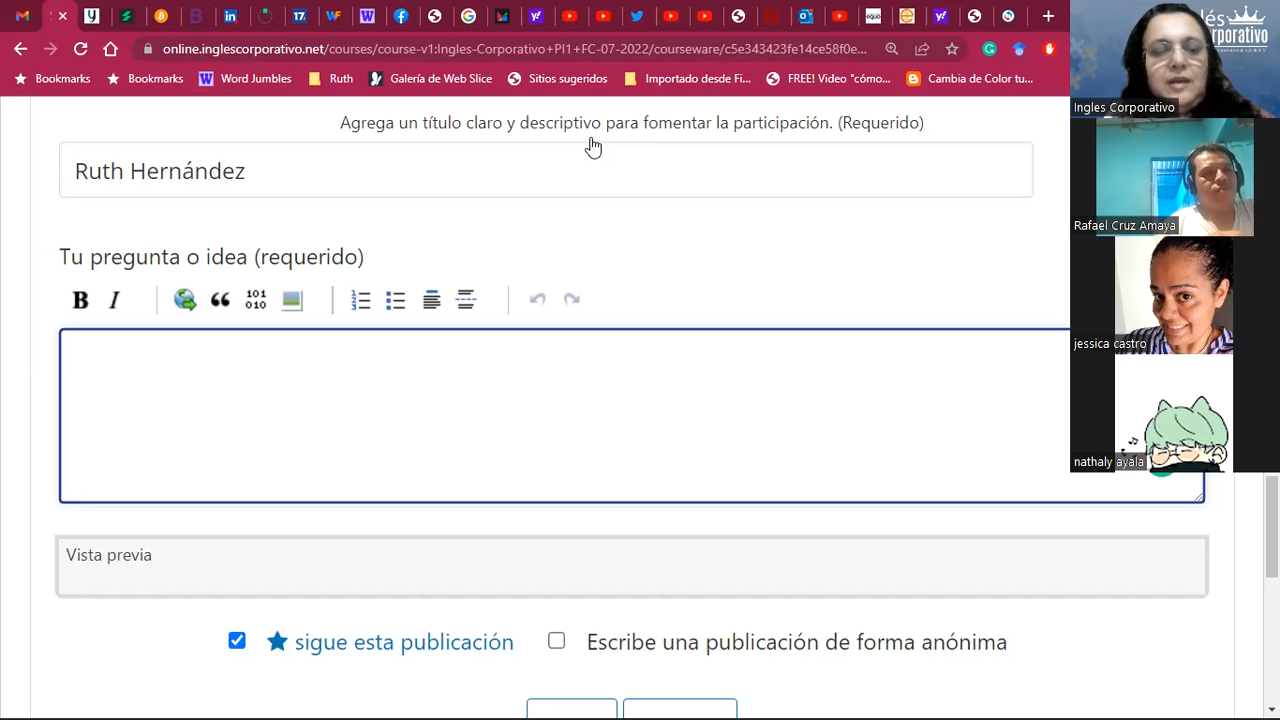 online.inglescorporativo.net/courses/course-v1:Ingles-Corporativo+PI1+FC-07-2022/courseware/c5e343423fe14ce58f0e...
Bookmarks
Bookmarks
Word Jumbles
Ruth
Galería de Web Slice
Sitios sugeridos
Importado desde Fi...
FREE! Video "cómo...
Cambia de Color tu...
Agrega un título claro y descriptivo para fomentar la participación. (Requerido)
Ruth Hernández
Tu pregunta o idea (requerido)
B I
101
010
Vista previa
sigue esta publicación
Escribe una publicación de forma anónima
Ingles Corporativo
Rafael Cruz Amaya
jessica castro
nathaly ayala